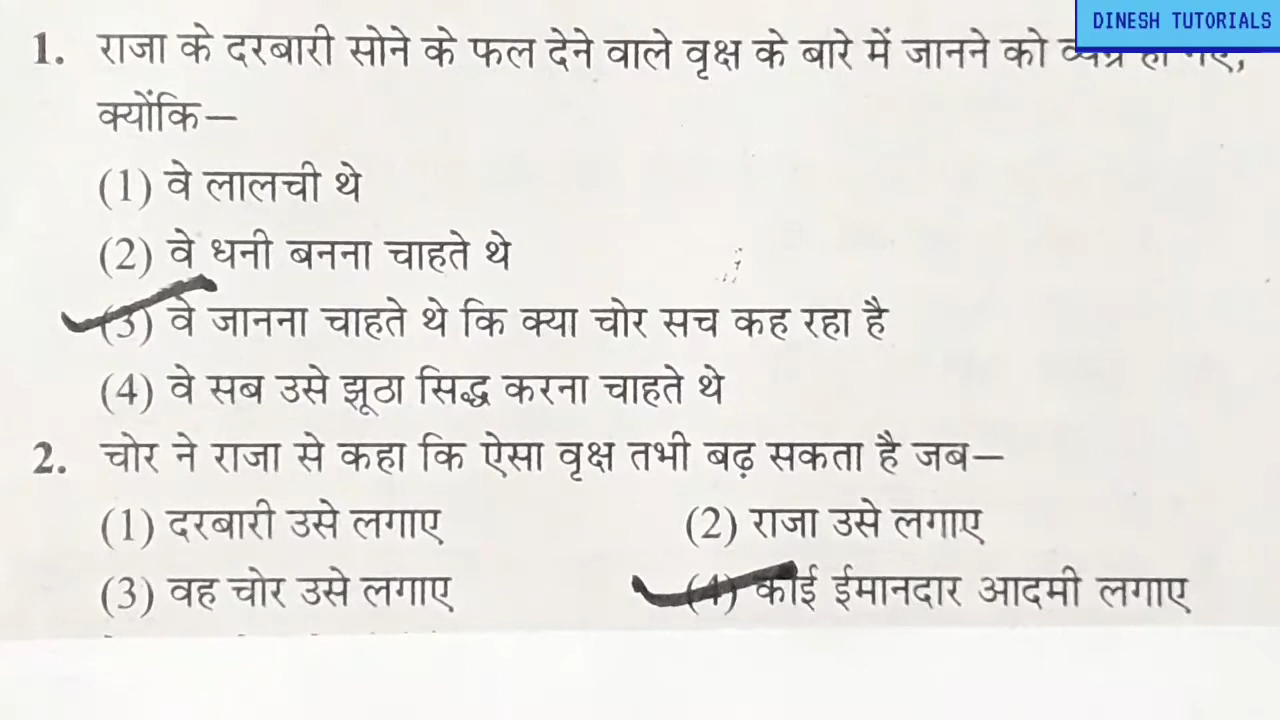 DINESH TUTORIALS
1. राजा के दरबारी सोने के फल देने वाले वृक्ष के बारे में जानने को
क्योंकि—
(1) वे लालची थे
(2) वे धनी बनना चाहते थे
(3) वे जानना चाहते थे कि क्या चोर सच कह रहा है
(4) वे सब उसे झूठा सिद्ध करना चाहते थे
2. चोर ने राजा से कहा कि ऐसा वृक्ष तभी बढ़ सकता है जब—
(1) दरबारी उसे लगाए (2) राजा उसे लगाए
(3) वह चोर उसे लगाए (4) कोई ईमानदार आदमी लगाए